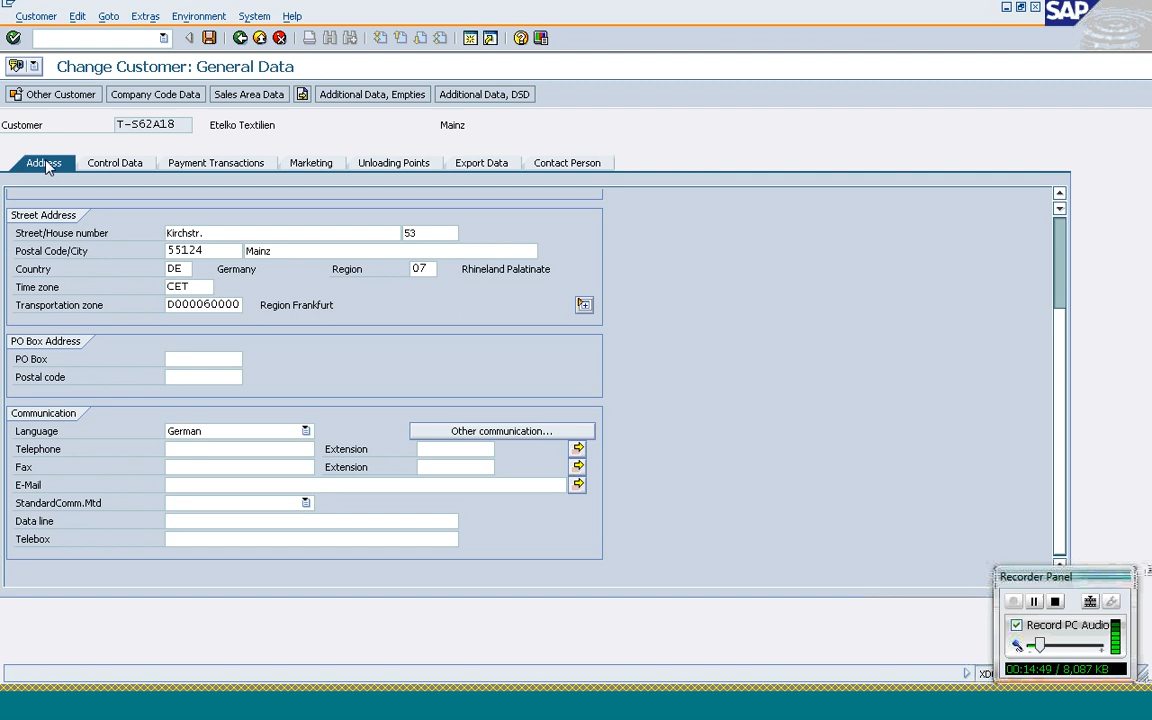 Customer Edit Goto Extras Environment System Help
SAP
Change Customer: General Data
Other Customer Company Code Data Sales Area Data Additional Data, Empties Additional Data, DSD
Customer T-S62A18 Etelko Textilien Mainz
Address Control Data Payment Transactions Marketing Unloading Points Export Data Contact Person
Street Address
Street/House number Kirchstr. 53
Postal Code/City 55124 Mainz
Country DE Germany Region 07 Rhineland Palatinate
Time zone CET
Transportation zone D000060000 Region Frankfurt
PO Box Address
PO Box
Postal code
Communication
Language German Other communication...
Telephone Extension
Fax Extension
E-Mail
StandardComm.Mtd
Data line
Telebox
Recorder Panel
Record PC Audio
00:14:49 / 8,087 KB